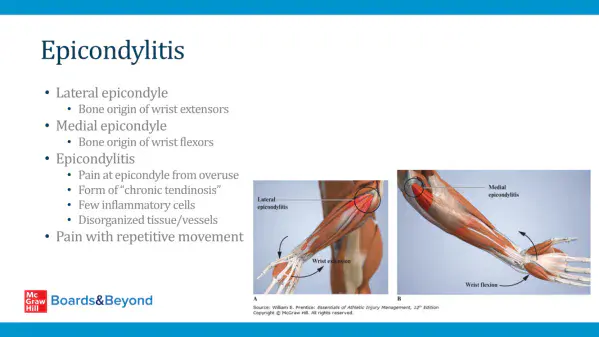 Epicondylitis
• Lateral epicondyle
• Bone origin of wrist extensors
• Medial epicondyle
• Bone origin of wrist flexors
• Epicondylitis
• Pain at epicondyle from overuse
• Form of “chronic tendinosis”
• Few inflammatory cells
• Disorganized tissue/vessels
• Pain with repetitive movement
Lateral
epicondylitis
Wrist extension
A
Medial
epicondylitis
Wrist flexion
B
Source: William E. Prentice: Essentials of Athletic Injury Management, 11th Edition
Copyright © McGraw Hill. All rights reserved.
Mc
Graw
Hill
Boards&Beyond